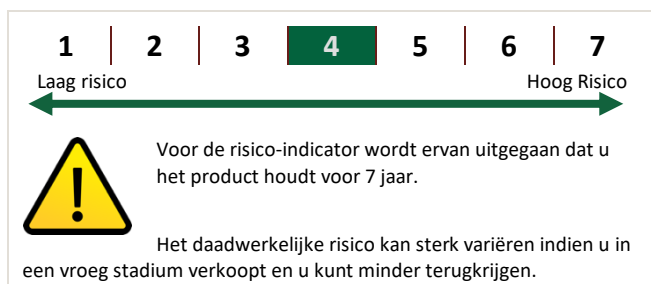 1 2 3 4 5 6 7
Laag risico Hoog Risico
Voor de risico-indicator wordt ervan uitgegaan dat u
het product houdt voor 7 jaar.
Het daadwerkelijke risico kan sterk variëren indien u in
een vroeg stadium verkoopt en u kunt minder terugkrijgen.